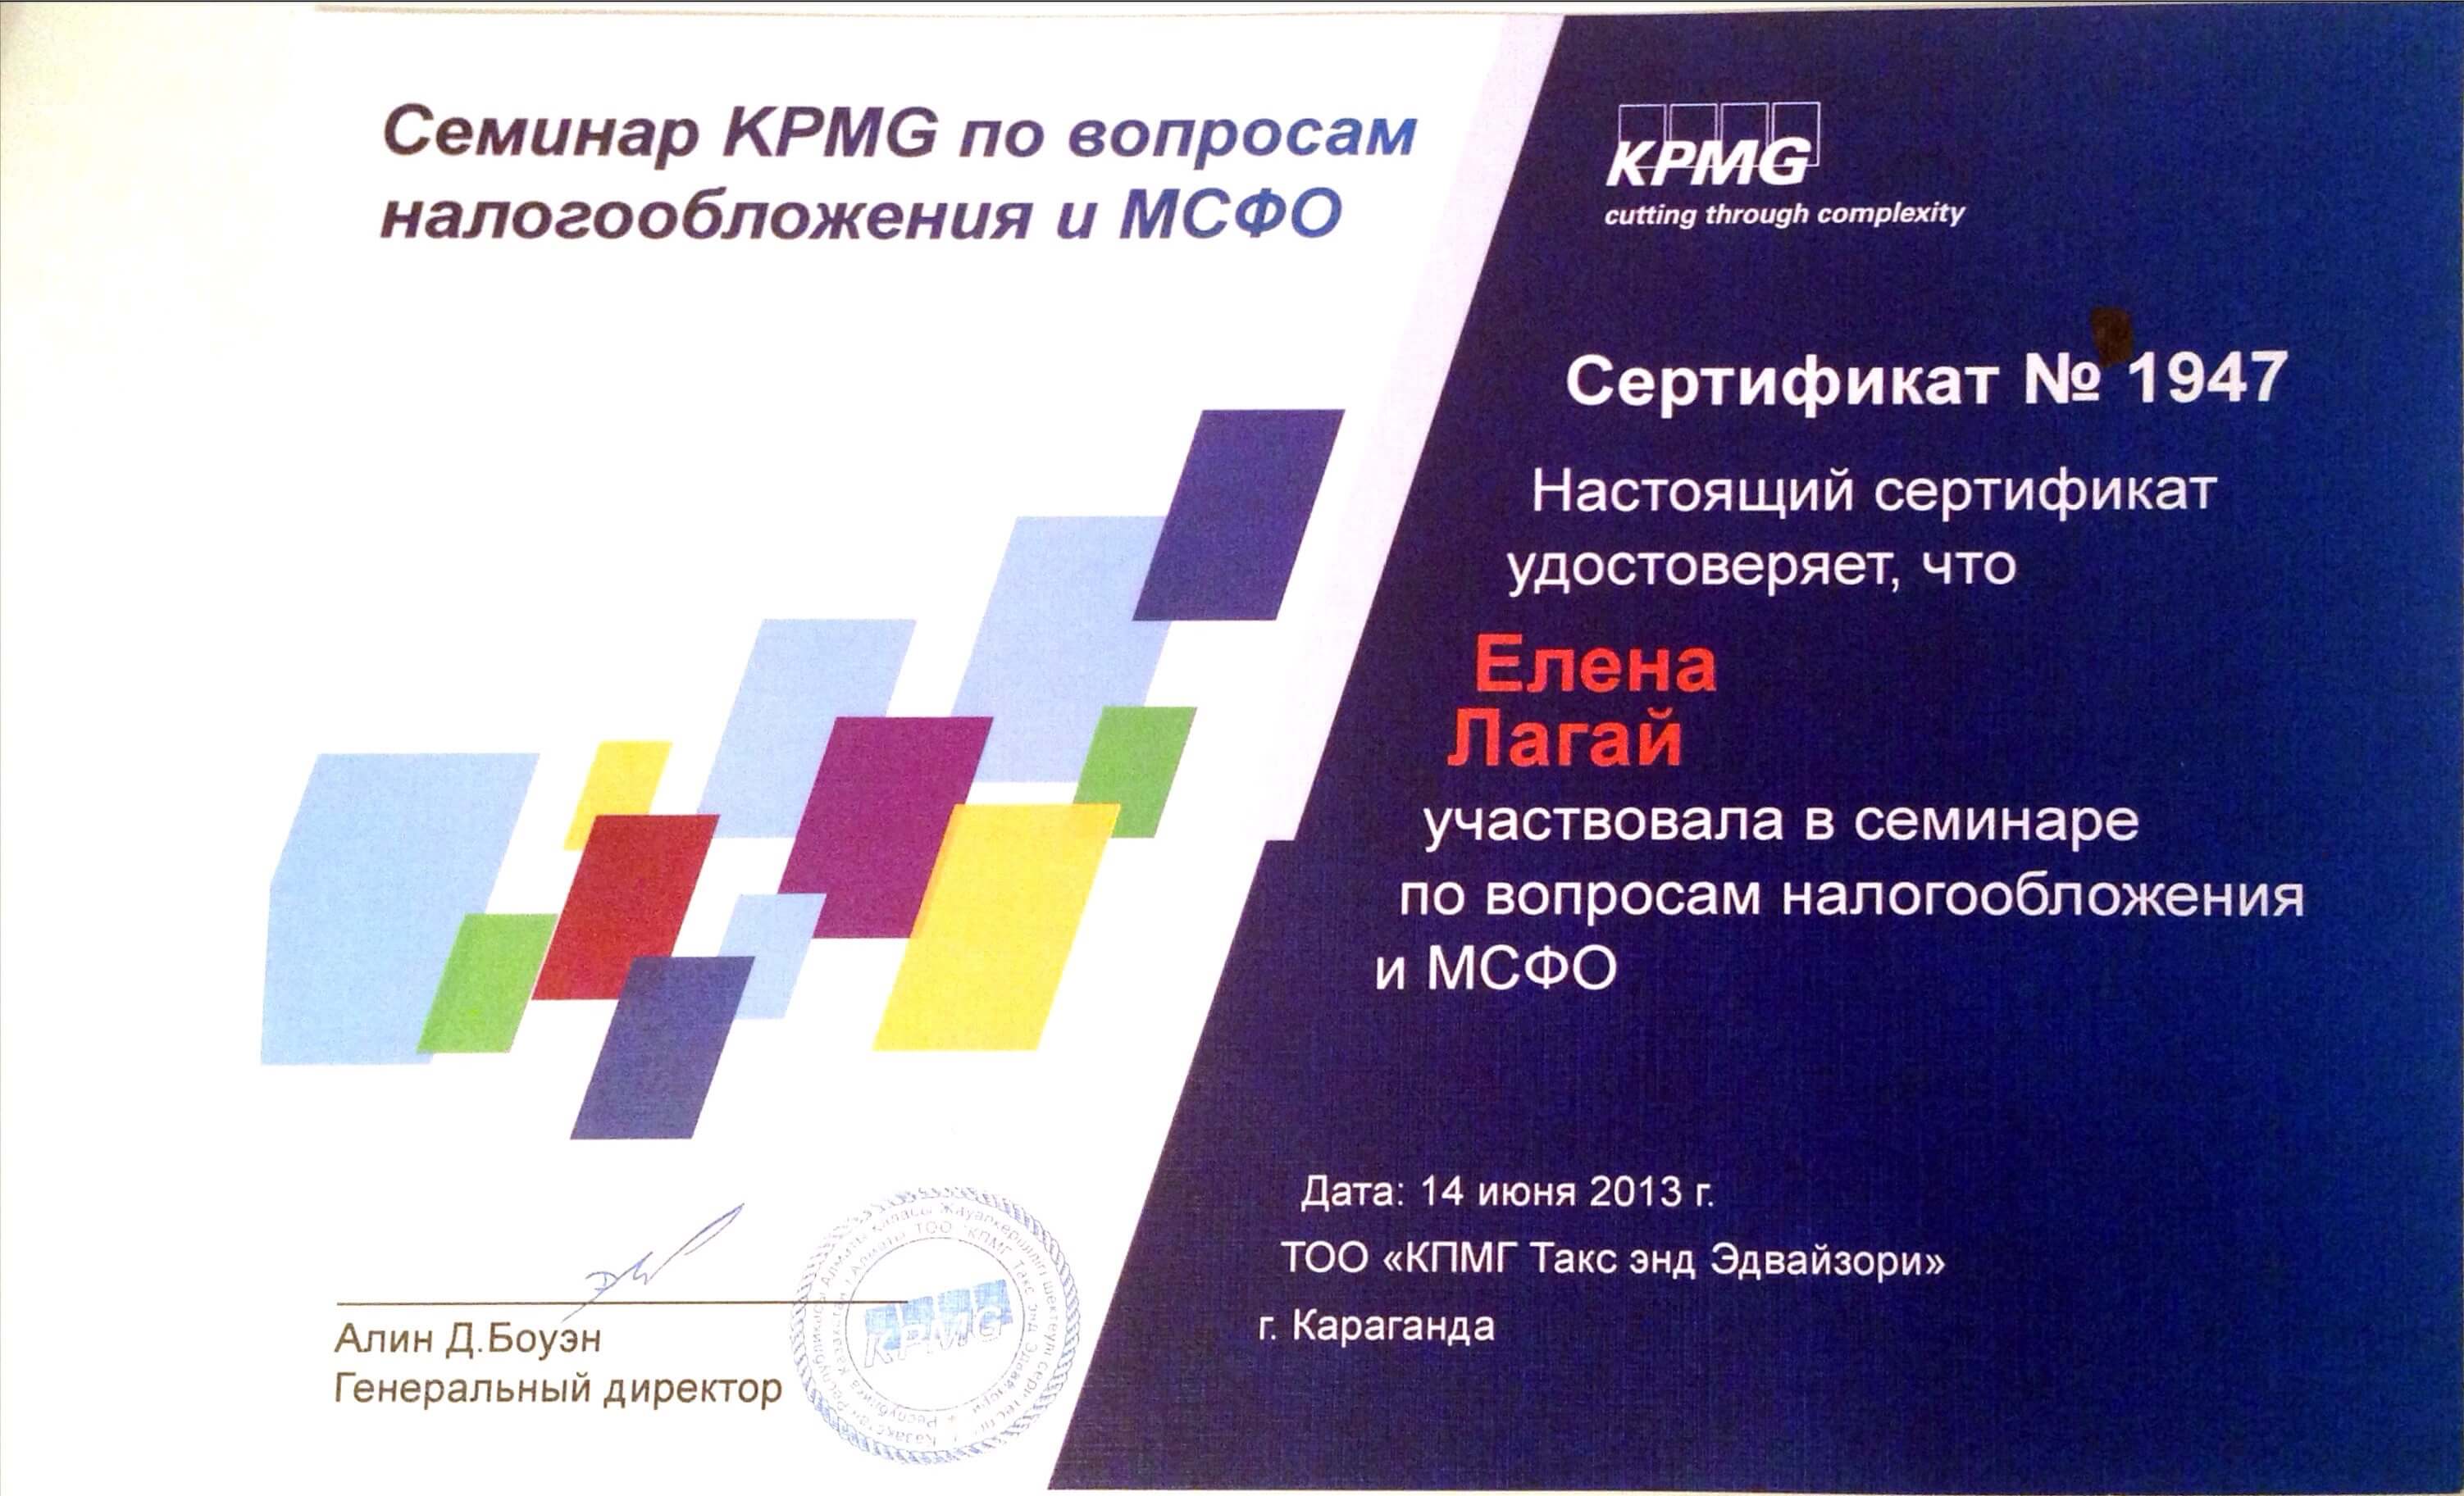 Семинар KPMG по вопросам
налогообложения и МСФО
KPMG
cutting through complexity
Сертификат № 1947
Настоящий сертификат
удостоверяет, что
Елена
Лагай
участвовала в семинаре
по вопросам налогообложения
и МСФО
Дата: 14 июня 2013 г.
ТОО «КПМГ Такс энд Эдвайзори»
г. Караганда
Алин Д.Боуэн
Генеральный директор
KPMG